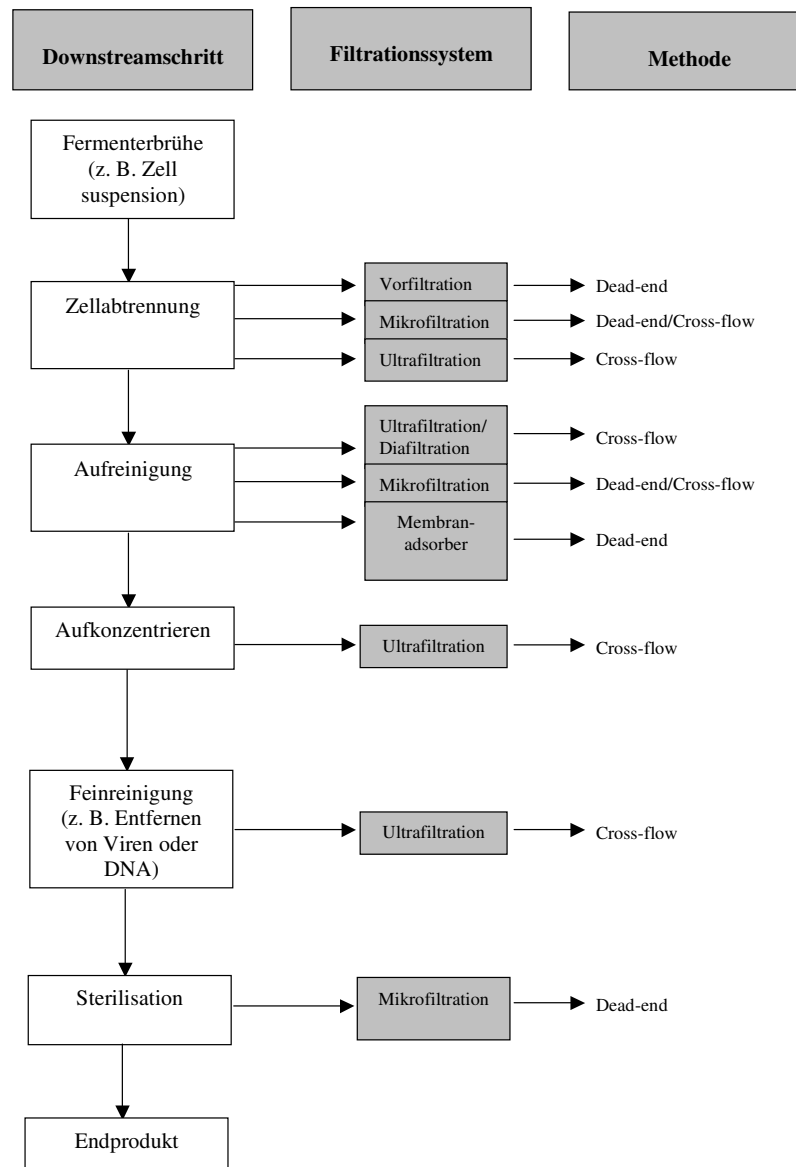 Downstreamschritt
Filtrationssystem
Methode
Fermenterbrühe
(z. B. Zell
suspension)
Zellabtrennung
Vorfiltration
Dead-end
Mikrofiltration
Dead-end/Cross-flow
Ultrafiltration
Cross-flow
Aufreinigung
Ultrafiltration/
Diafiltration
Cross-flow
Mikrofiltration
Dead-end/Cross-flow
Membran-
adsorber
Dead-end
Aufkonzentrieren
Ultrafiltration
Cross-flow
Feinreinigung
(z. B. Entfernen
von Viren oder
DNA)
Ultrafiltration
Cross-flow
Sterilisation
Mikrofiltration
Dead-end
Endprodukt